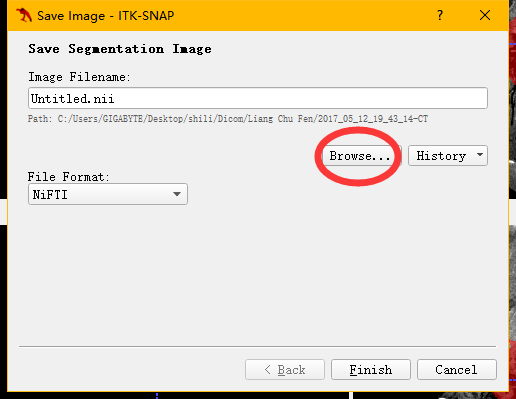 Save Image - ITK-SNAP
Save Segmentation Image
Image Filename:
Untitled.nii
Path: C:/Users/GIGABYTE/Desktop/shili/Dicom/Liang Chu Fen/2017_05_12_19_43_14-CT
Browse... History
File Format:
NiFTI
< Back Finish Cancel